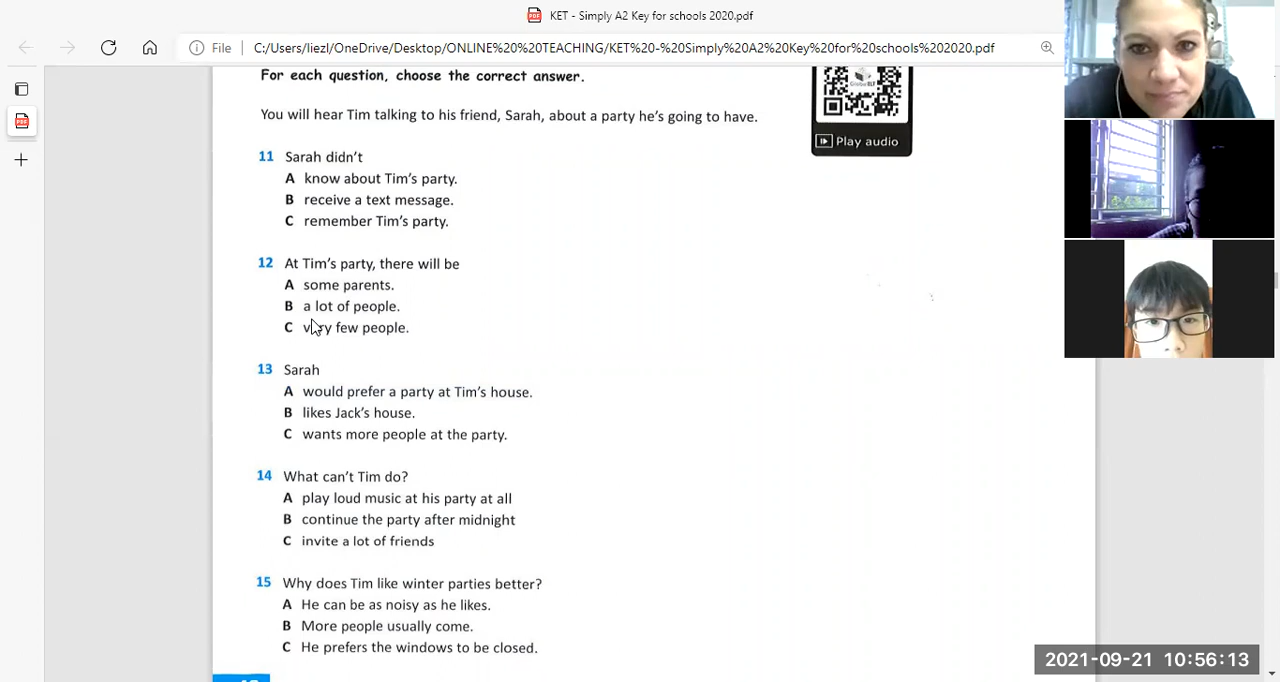 KET - Simply A2 Key for schools 2020.pdf
File C:/Users/liezl/OneDrive/Desktop/ONLINE%20%20TEACHING/KET%20-%20Simply%20A2%20Key%20for%20schools%202020.pdf
For each question, choose the correct answer.
You will hear Tim talking to his friend, Sarah, about a party he's going to have.
Play audio
11 Sarah didn't
A know about Tim's party.
B receive a text message.
C remember Tim's party.
12 At Tim's party, there will be
A some parents.
B a lot of people.
C very few people.
13 Sarah
A would prefer a party at Tim's house.
B likes Jack's house.
C wants more people at the party.
14 What can't Tim do?
A play loud music at his party at all
B continue the party after midnight
C invite a lot of friends
15 Why does Tim like winter parties better?
A He can be as noisy as he likes.
B More people usually come.
C He prefers the windows to be closed.
2021-09-21 10:56:13